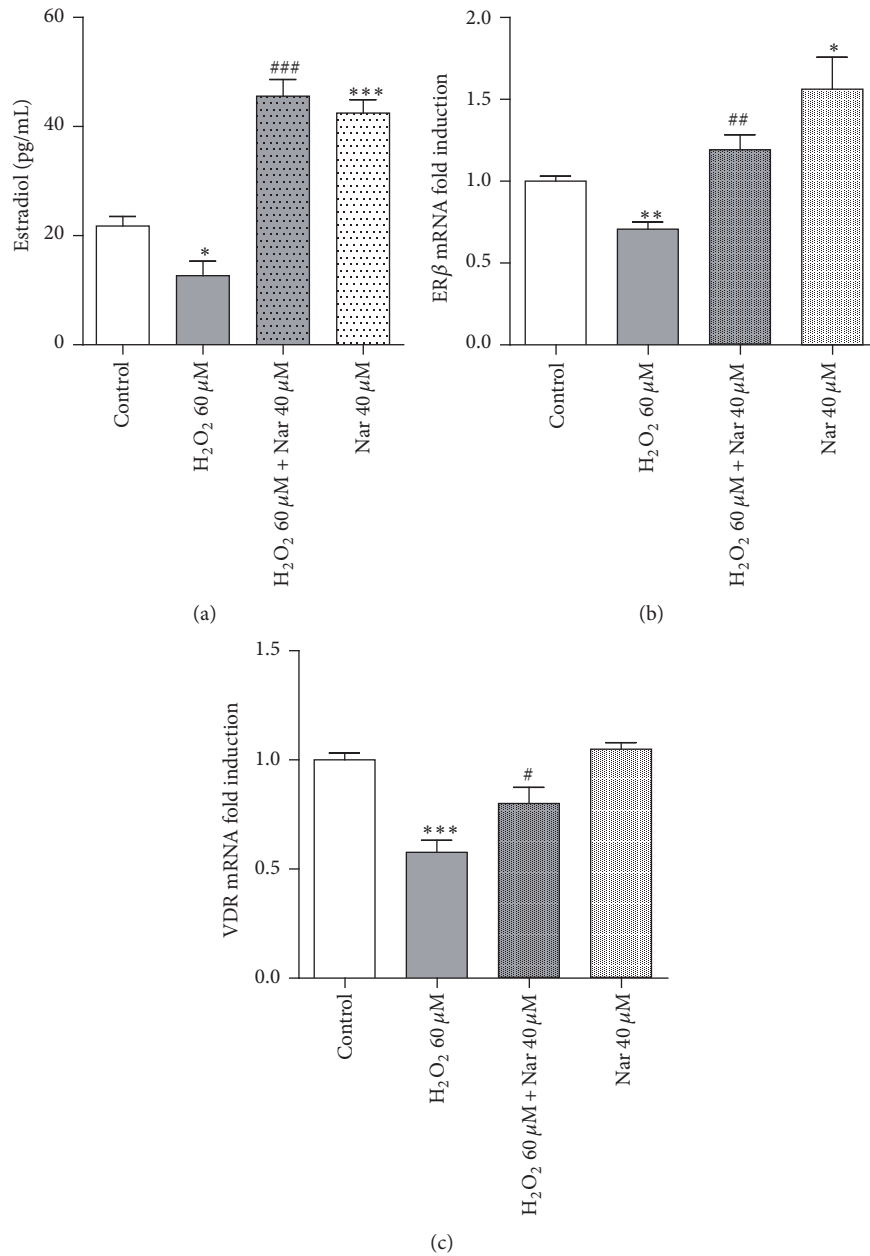 60
40
20
0
Estradiol (pg/mL)
*
###
***
Control
H₂O₂ 60 μM
H₂O₂ 60 μM + Nar 40 μM
Nar 40 μM
(a)
2.0
1.5
1.0
0.5
0.0
ERβ mRNA fold induction
**
##
*
Control
H₂O₂ 60 μM
H₂O₂ 60 μM + Nar 40 μM
Nar 40 μM
(b)
1.5
1.0
0.5
0.0
VDR mRNA fold induction
***
#
Control
H₂O₂ 60 μM
H₂O₂ 60 μM + Nar 40 μM
Nar 40 μM
(c)